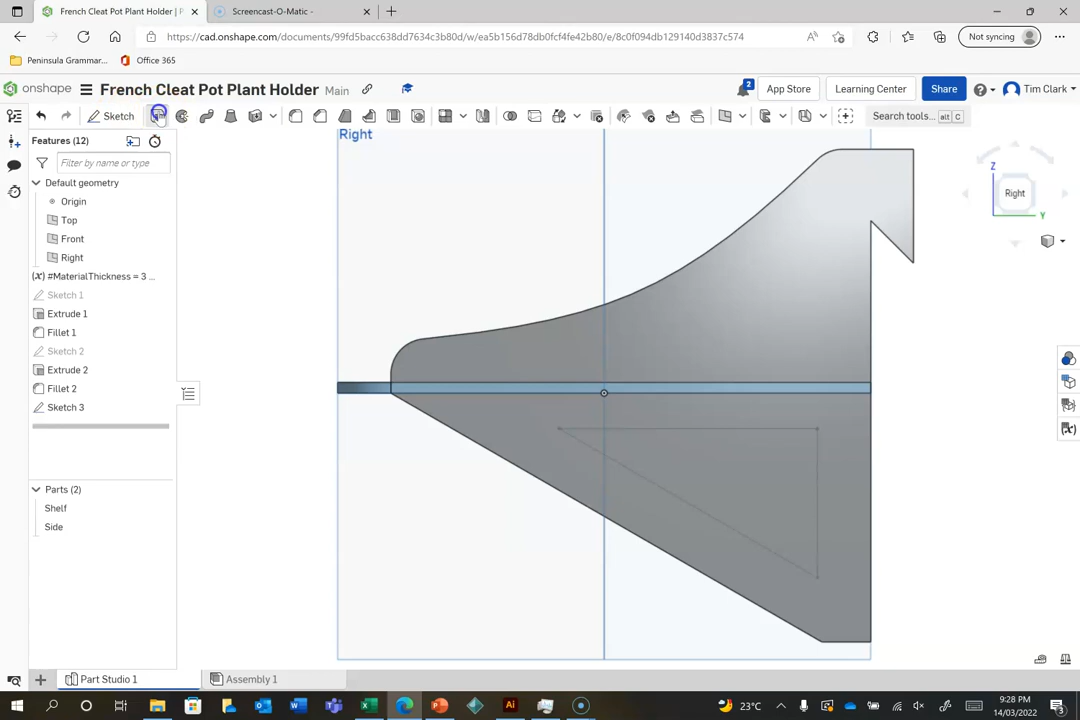 French Cleat Pot Plant Holder |
Screencast-O-Matic -
https://cad.onshape.com/documents/99fd5bacc638dd7634c3b80d/w/ea5b156d78db0fcf4fe42b80/e/8c0f094db129140d3837c574
Not syncing
Peninsula Grammar...
Office 365
onshape
French Cleat Pot Plant Holder
Main
2
App Store
Learning Center
Share
Tim Clark
Sketch
Search tools...
alt C
Features (12)
Filter by name or type
Default geometry
Origin
Top
Front
Right
(x) #MaterialThickness = 3 ...
Sketch 1
Extrude 1
Fillet 1
Sketch 2
Extrude 2
Fillet 2
Sketch 3
Parts (2)
Shelf
Side
Right
Z
Right
Y
Part Studio 1
Assembly 1
23°C
9:28 PM
14/03/2022
3